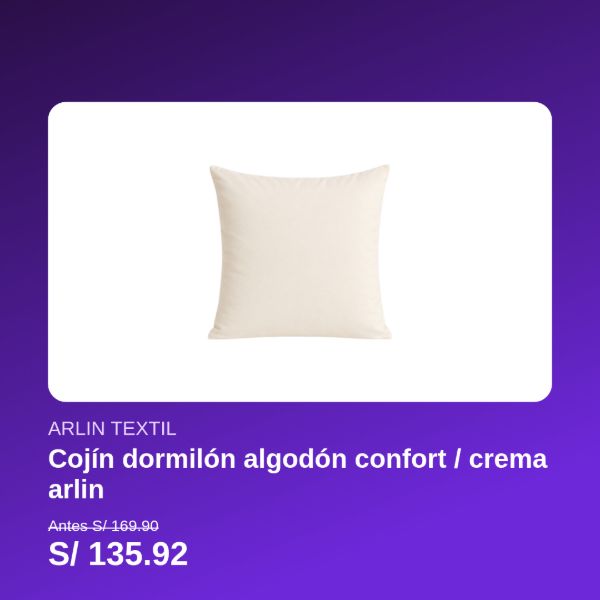 ARLIN TEXTIL
Cojín dormilón algodón confort / crema
arlin
Antes S/ 169.90
S/ 135.92